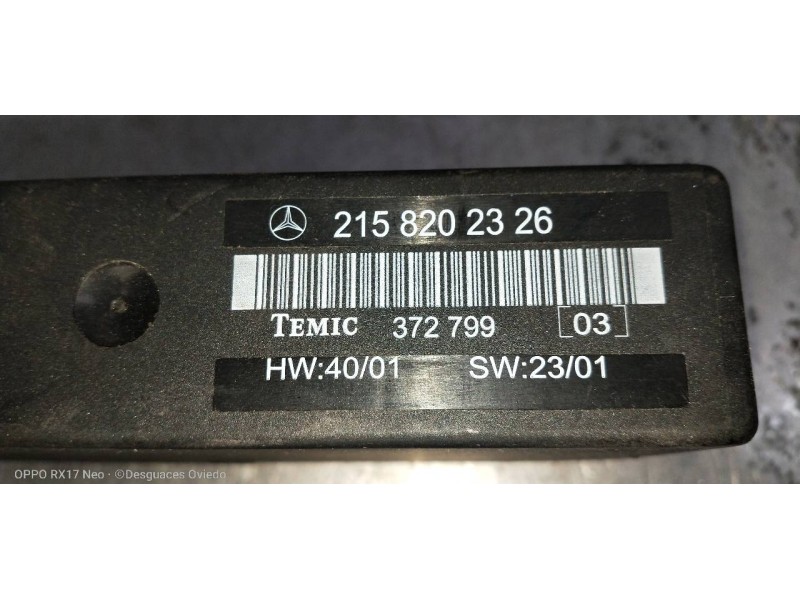 215 820 23 26
TEMIC 372 799 [03]
HW:40/01 SW:23/01
OPPO RX17 Neo · ©Desguaces Oviedo